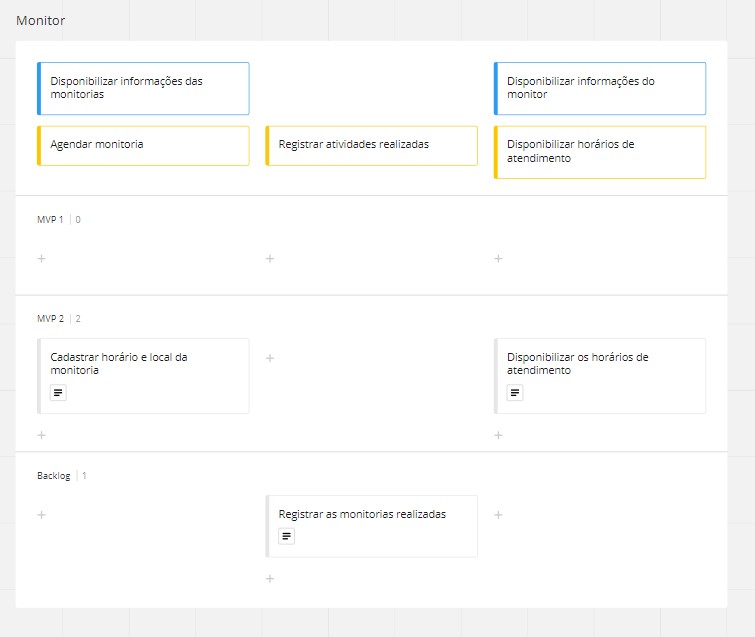 Monitor
Disponibilizar informações das
monitorias
Disponibilizar informações do
monitor
Agendar monitoria
Registrar atividades realizadas
Disponibilizar horários de
atendimento
MVP 1 | 0
+ + +
MVP 2 | 2
Cadastrar horário e local da
monitoria
+
Disponibilizar os horários de
atendimento
+ +
Backlog | 1
+
Registrar as monitorias realizadas
+
+